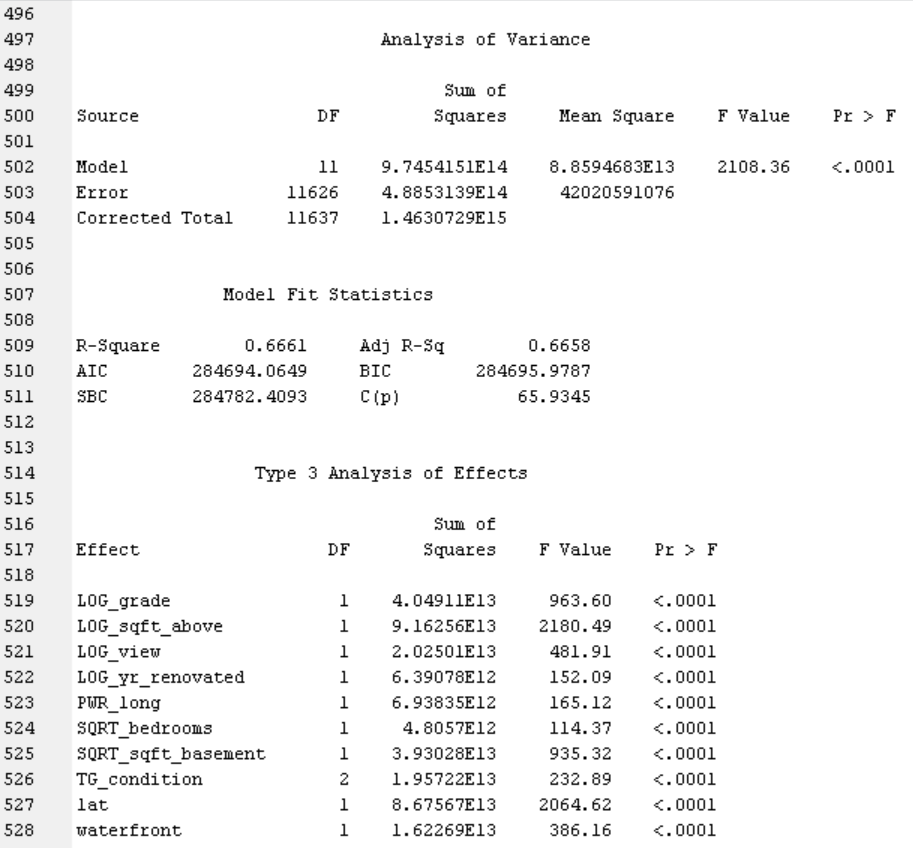 496
497 Analysis of Variance
498
499 Sum of
500 Source DF Squares Mean Square F Value Pr > F
501
502 Model 11 9.7454151E14 8.8594683E13 2108.36 <.0001
503 Error 11626 4.8853139E14 42020591076
504 Corrected Total 11637 1.4630729E15
505
506
507 Model Fit Statistics
508
509 R-Square 0.6661 Adj R-Sq 0.6658
510 AIC 284694.0649 BIC 284695.9787
511 SBC 284782.4093 C(p) 65.9345
512
513
514 Type 3 Analysis of Effects
515
516 Sum of
517 Effect DF Squares F Value Pr > F
518
519 LOG_grade 1 4.04911E13 963.60 <.0001
520 LOG_sqft_above 1 9.16256E13 2180.49 <.0001
521 LOG_view 1 2.02501E13 481.91 <.0001
522 LOG_yr_renovated 1 6.39078E12 152.09 <.0001
523 PWR_long 1 6.93835E12 165.12 <.0001
524 SQRT_bedrooms 1 4.8057E12 114.37 <.0001
525 SQRT_sqft_basement 1 3.93028E13 935.32 <.0001
526 TG_condition 2 1.95722E13 232.89 <.0001
527 lat 1 8.67567E13 2064.62 <.0001
528 waterfront 1 1.62269E13 386.16 <.0001